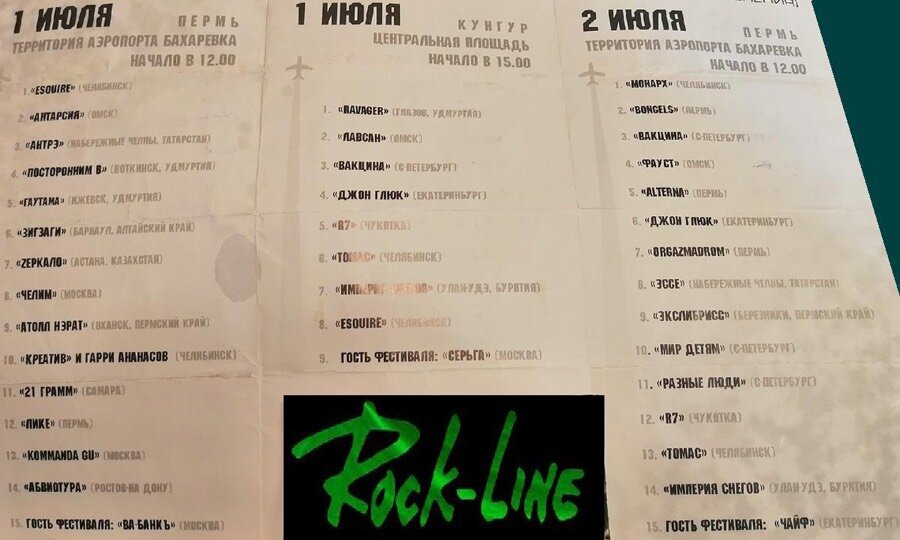 1 ИЮЛЯ ПЕРМЬ
ТЕРРИТОРИЯ АЭРОПОРТА БАХАРЕВКА
НАЧАЛО В 12.00
1. «ESQUIRE» (ЧЕЛЯБИНСК)
2. «АНТАРСИЯ» (ОМСК)
3. «АНТРЭ» (НАБЕРЕЖНЫЕ ЧЕЛНЫ, ТАТАРСТАН)
4. «ПОСТОРОННИМ В» (ВОТКИНСК, УДМУРТИЯ)
5. «ГАУТАМА» (ИЖЕВСК, УДМУРТИЯ)
6. «ЗИГЗАГИ» (БАРНАУЛ, АЛТАЙСКИЙ КРАЙ)
7. «ZЕРКАЛО» (АСТАНА, КАЗАХСТАН)
8. «ЧЕЛИМ» (МОСКВА)
9. «АТОЛЛ НЭРАТ» (ОХАНСК, ПЕРМСКИЙ КРАЙ)
10. «КРЕАТИВ» И ГАРРИ АНАНАСОВ (ЧЕЛЯБИНСК)
11. «21 ГРАММ» (САМАРА)
12. «ПИКЕ» (ПЕРМЬ)
13. «KOMMANDA GU» (МОСКВА)
14. «АБВИОТУРА» (РОСТОВ-НА ДОНУ)
15. ГОСТЬ ФЕСТИВАЛЯ: «ВА-БАНКЪ» (МОСКВА)
1 ИЮЛЯ КУНГУР
ЦЕНТРАЛЬНАЯ ПЛОЩАДЬ
НАЧАЛО В 15.00
1. «RAVAGER» (ГЛАЗОВ, УДМУРТИЯ)
2. «ЛАВСАН» (ОМСК)
3. «ВАКЦИНА» (С-ПЕТЕРБУРГ)
4. «ДЖОН ГЛЮК» (ЕКАТЕРИНБУРГ)
5. «R7» (ЧУКОТКА)
6. «ТОМАС» (ЧЕЛЯБИНСК)
7. «ИМПЕРИЯ СНЕГОВ» (УЛАН-УДЭ, БУРЯТИЯ)
8. «ESQUIRE» (ЧЕЛЯБИНСК)
9. ГОСТЬ ФЕСТИВАЛЯ: «СЕРЬГА» (МОСКВА)
2 ИЮЛЯ ПЕРМЬ
ТЕРРИТОРИЯ АЭРОПОРТА БАХАРЕВКА
НАЧАЛО В 12.00
1. «МОНАРХ» (ЧЕЛЯБИНСК)
2. «BONGELS» (ПЕРМЬ)
3. «ВАКЦИНА» (С-ПЕТЕРБУРГ)
4. «ФАУСТ» (ОМСК)
5. «ALTERNA» (ПЕРМЬ)
6. «ДЖОН ГЛЮК» (ЕКАТЕРИНБУРГ)
7. «ORGAZMADROM» (ПЕРМЬ)
8. «ЭССЕ» (НАБЕРЕЖНЫЕ ЧЕЛНЫ, ТАТАРСТАН)
9. «ЭКСЛИБРИСС» (БЕРЕЗНИКИ, ПЕРМСКИЙ КРАЙ)
10. «МИР ДЕТЯМ» (С-ПЕТЕРБУРГ)
11. «РАЗНЫЕ ЛЮДИ» (С-ПЕТЕРБУРГ)
12. «R7» (ЧУКОТКА)
13. «ТОМАС» (ЧЕЛЯБИНСК)
14. «ИМПЕРИЯ СНЕГОВ» (УЛАН-УДЭ, БУРЯТИЯ)
15. ГОСТЬ ФЕСТИВАЛЯ: «ЧАЙФ» (ЕКАТЕРИНБУРГ)
Rock-Line